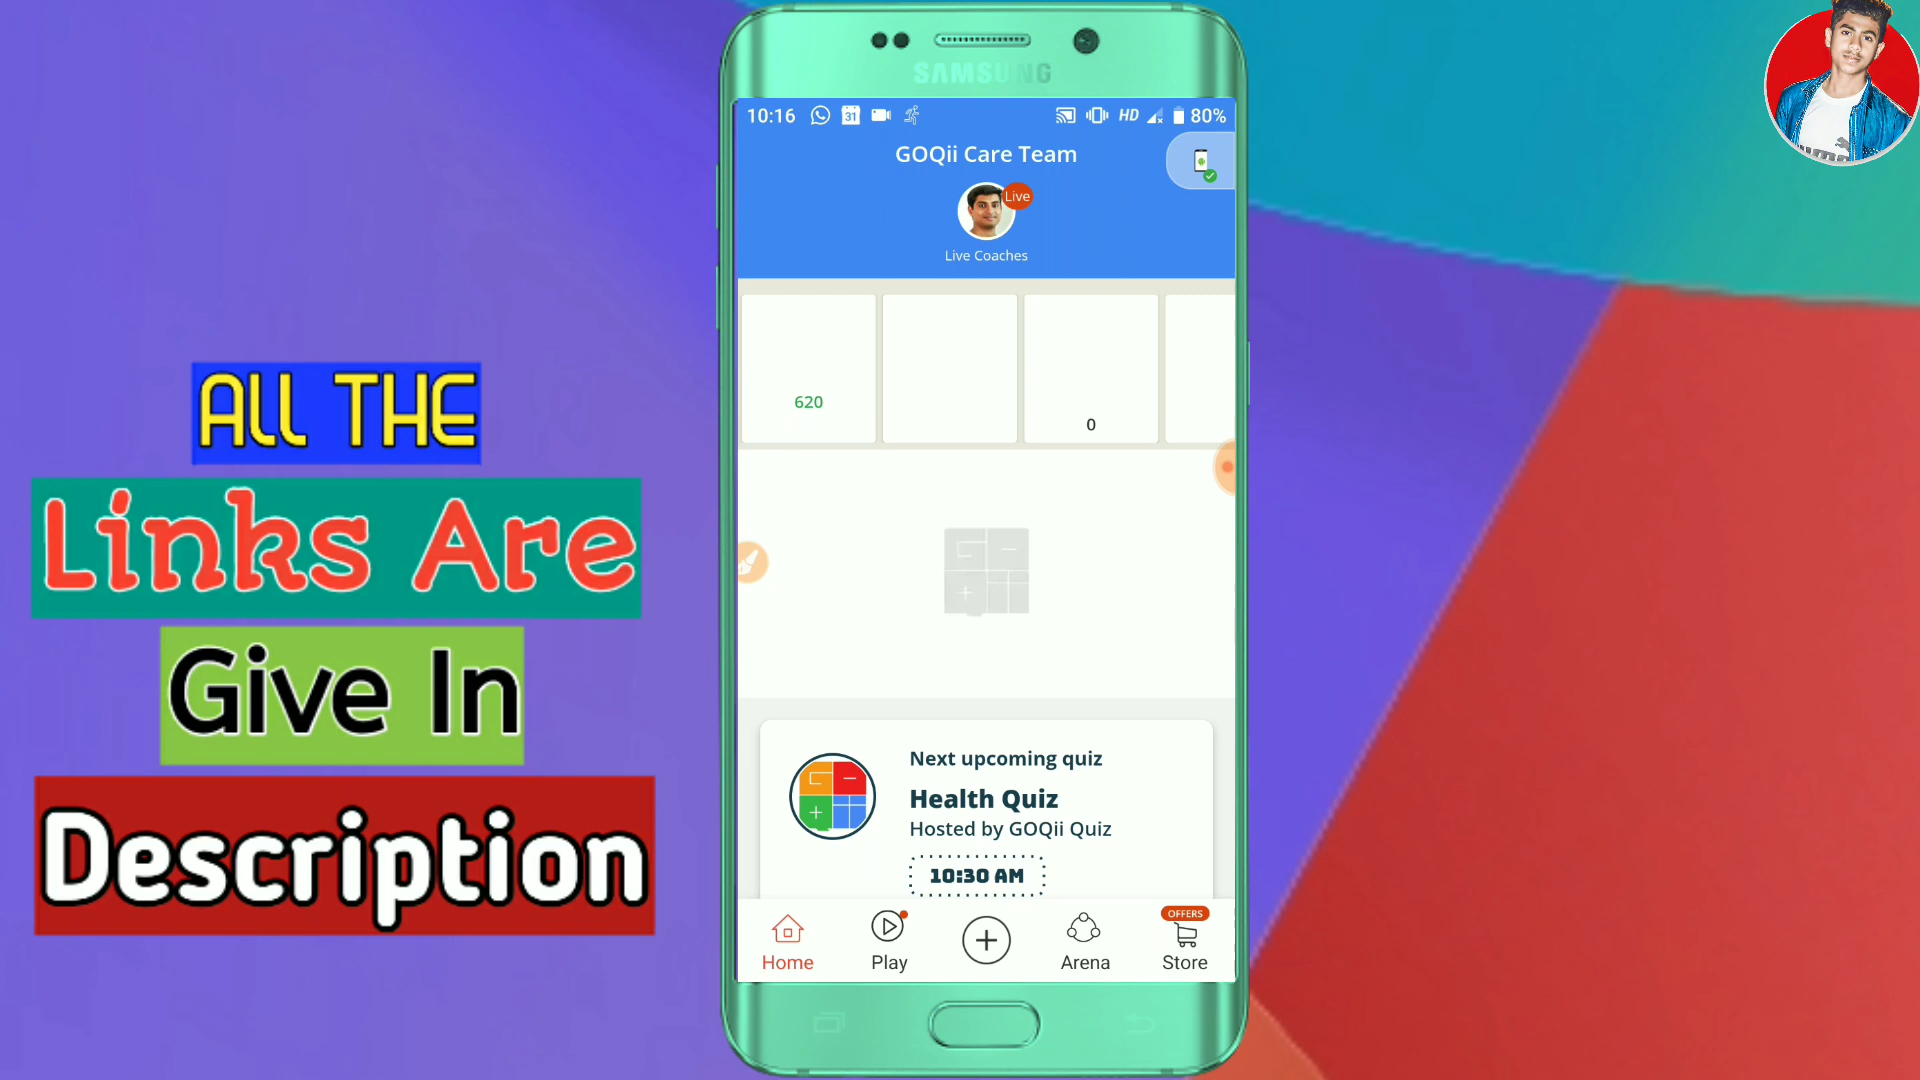 ALL THE
Links Are
Give In
Description
SAMSUNG
10:16
31
HD
80%
GOQii Care Team
Live
Live Coaches
620
0
Next upcoming quiz
Health Quiz
Hosted by GOQii Quiz
10:30 AM
OFFERS
Home
Play
Arena
Store